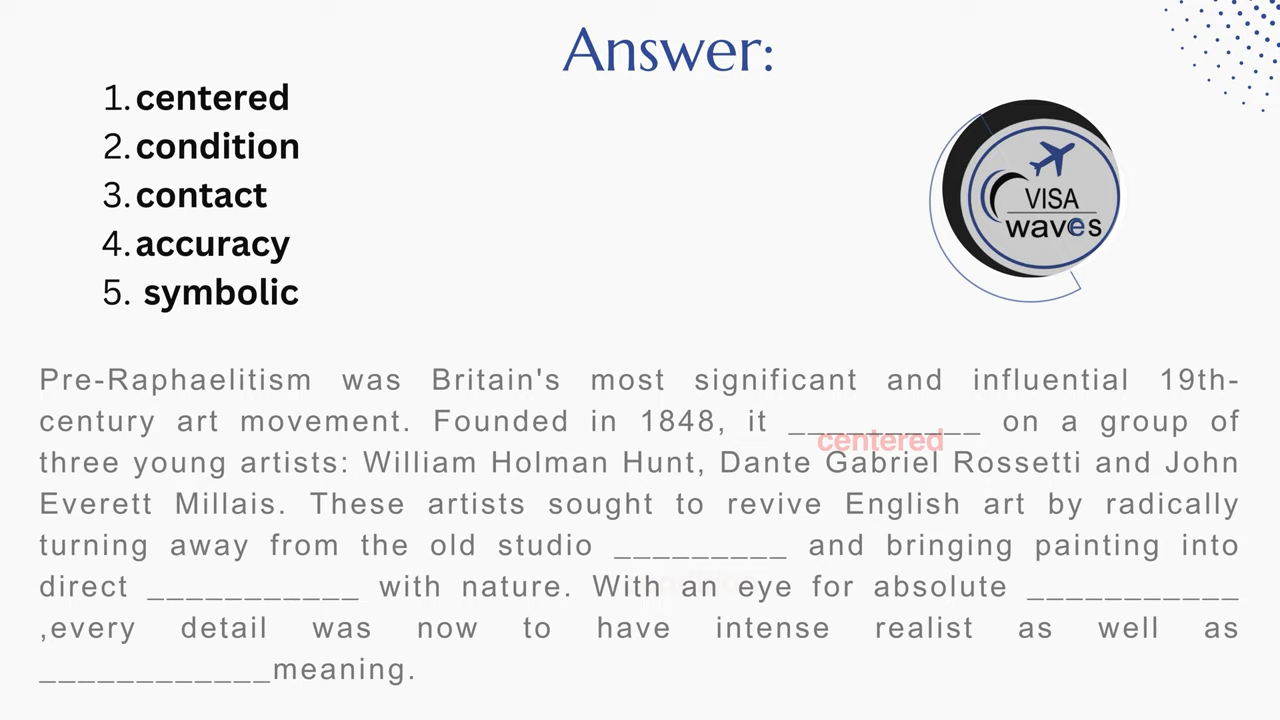 Answer:
1. centered
2. condition
3. contact
4. accuracy
5. symbolic
VISA
waves
Pre-Raphaelitism was Britain's most significant and influential 19th-
century art movement. Founded in 1848, it __________ on a group of
centered
three young artists: William Holman Hunt, Dante Gabriel Rossetti and John
Everett Millais. These artists sought to revive English art by radically
turning away from the old studio _________ and bringing painting into
direct ___________ with nature. With an eye for absolute ___________
,every detail was now to have intense realist as well as
____________meaning.